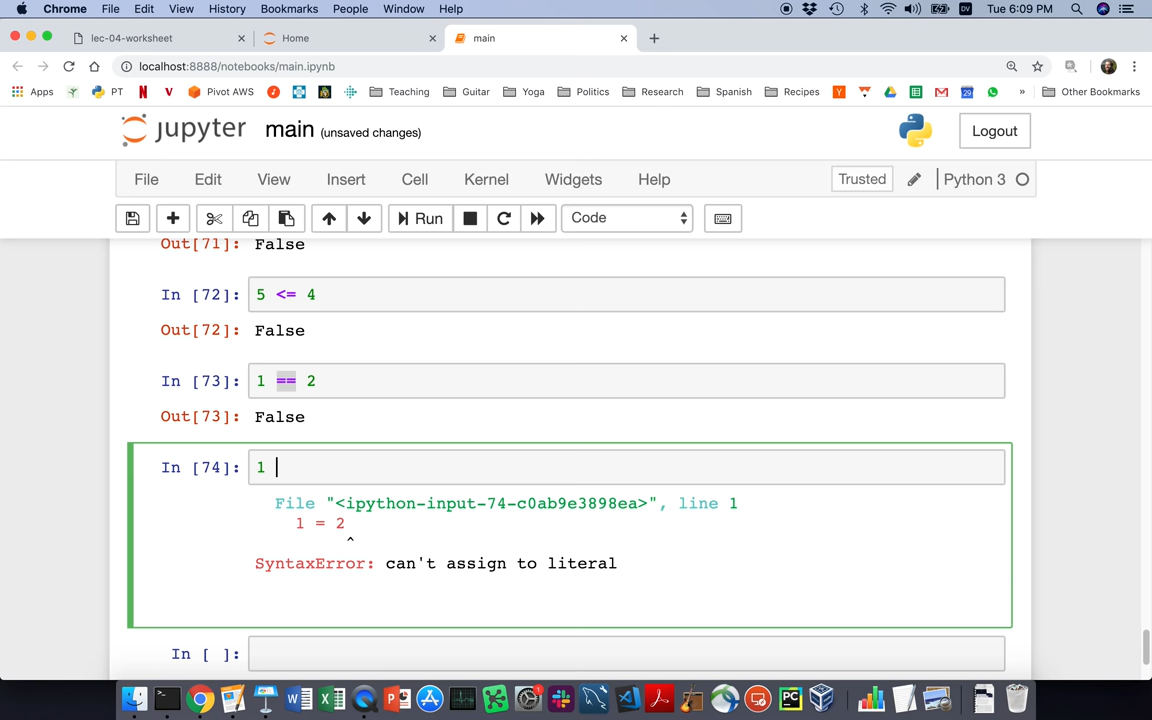 Chrome File Edit View History Bookmarks People Window Help Tue 6:09 PM
lec-04-worksheet Home main
localhost:8888/notebooks/main.ipynb
Apps PT Pivot AWS Teaching Guitar Yoga Politics Research Spanish Recipes » Other Bookmarks
jupyter main (unsaved changes) Logout
File Edit View Insert Cell Kernel Widgets Help Trusted Python 3
Run Code
Out[71]: False
In [72]: 5 <= 4
Out[72]: False
In [73]: 1 == 2
Out[73]: False
In [74]: 1
File "<ipython-input-74-c0ab9e3898ea>", line 1
1 = 2
^
SyntaxError: can't assign to literal
In [ ]: